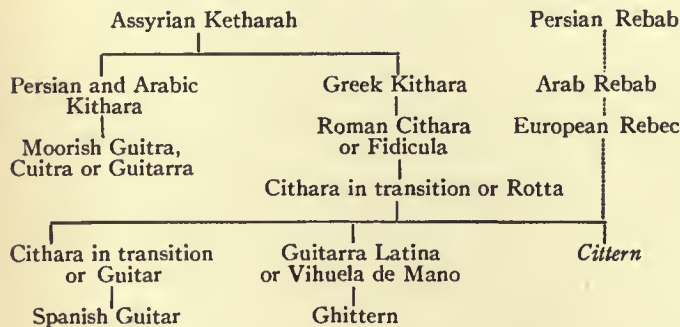 Assyrian Ketharah
Persian Rebab
Persian and Arabic
Kithara
Greek Kithara
Arab Rebab
Moorish Guitra,
Cuitra or Guitarra
Roman Cithara
or Fidicula
European Rebec
Cithara in transition or Rotta
Cithara in transition
or Guitar
Guitarra Latina
or Vihuela de Mano
Cittern
Spanish Guitar
Ghittern